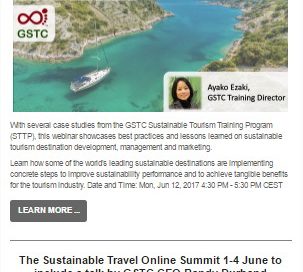 GSTC
Ayako Ezaki,
GSTC Training Director
With several case studies from the GSTC Sustainable Tourism Training Program
(STTP), this webinar showcases best practices and lessons learned on sustainable
tourism destination development, management and marketing.
Learn how some of the world's leading sustainable destinations are implementing
concrete steps to improve sustainability performance and to achieve tangible benefits
for the tourism industry. Date and Time: Mon, Jun 12, 2017 4:30 PM - 5:30 PM CEST
LEARN MORE ...
The Sustainable Travel Online Summit 1-4 June to
include a talk by GSTC CEO Randy Durband